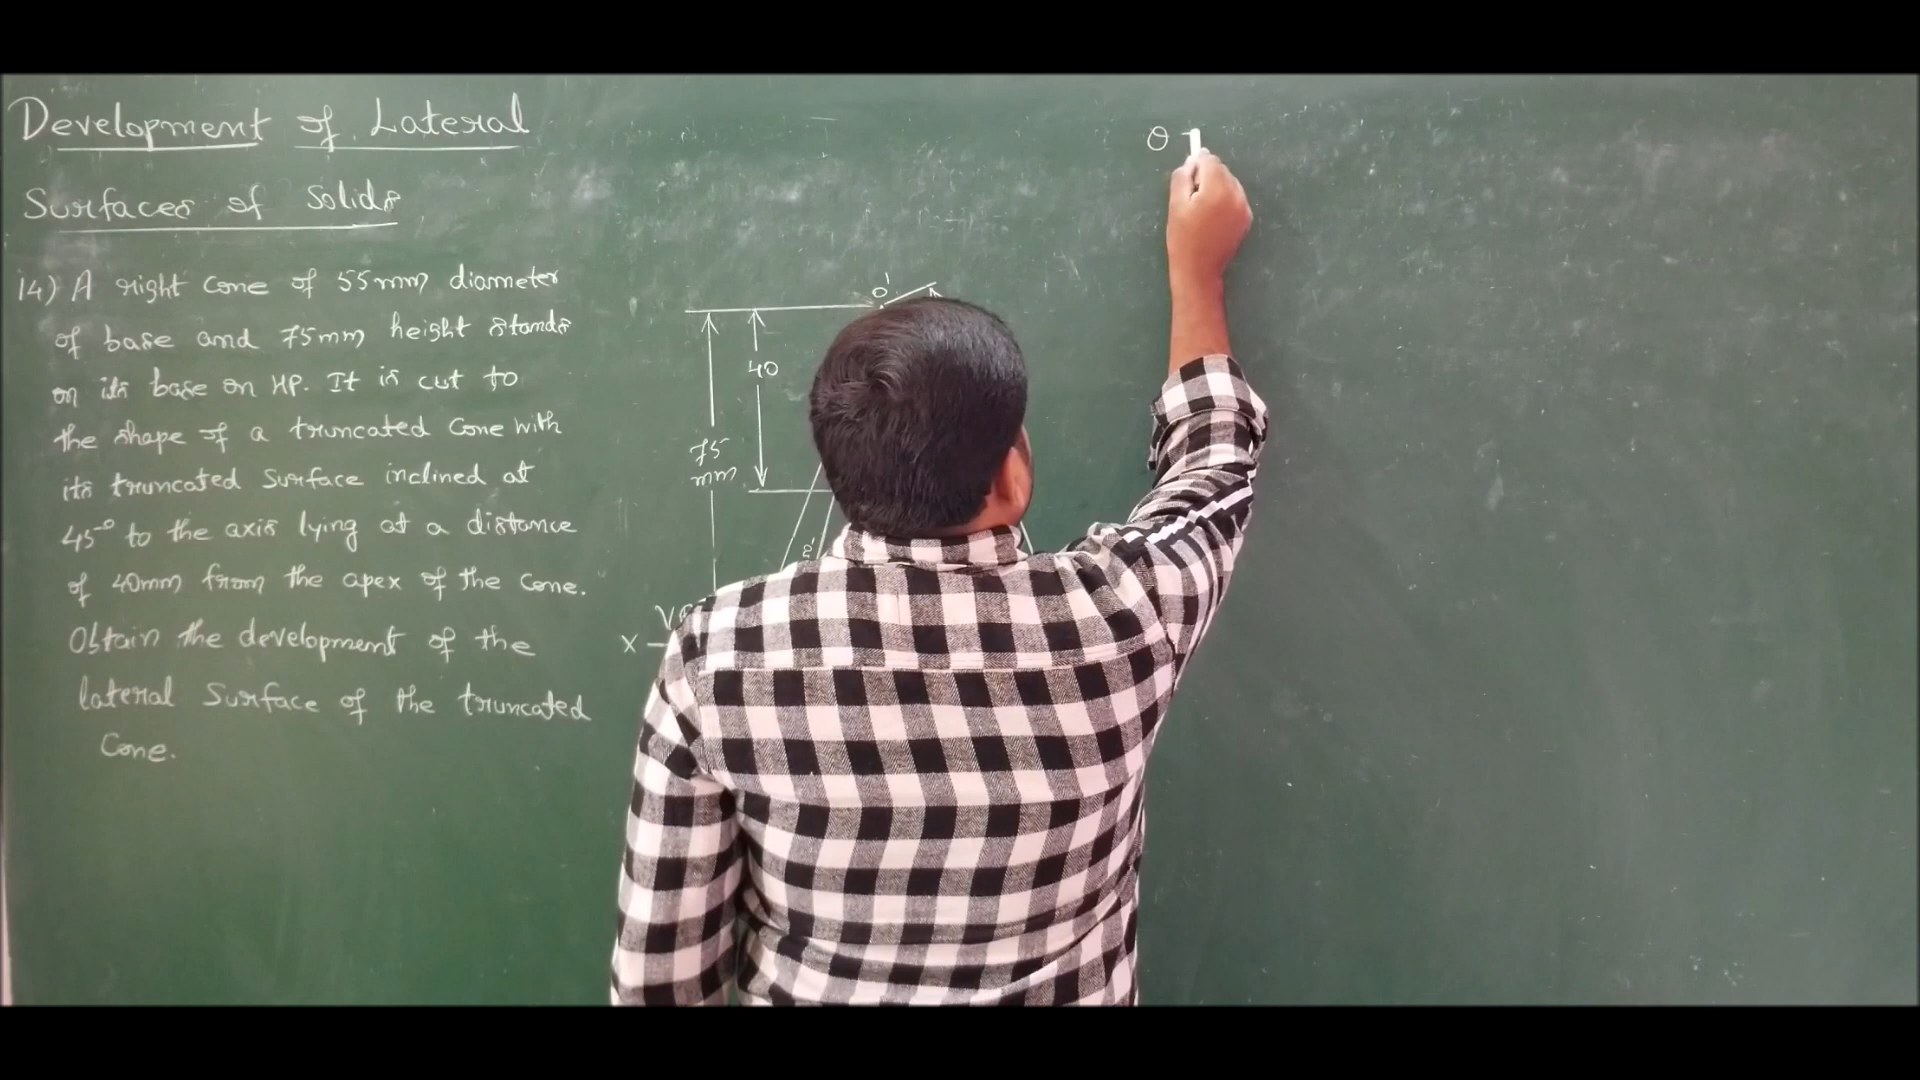 Development of Lateral
Surfaces of Solids
14) A right cone of 55mm diameter
of base and 75mm height stands
on its base on HP. It is cut to
the shape of a truncated cone with
its truncated surface inclined at
45° to the axis lying at a distance
of 40mm from the apex of the cone.
Obtain the development of the
lateral surface of the truncated
Cone.
θ
o'
40
75
mm
2'
X